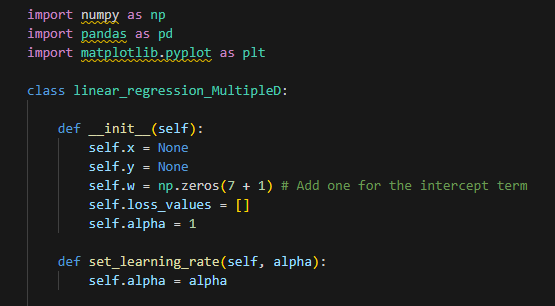 import numpy as np
import pandas as pd
import matplotlib.pyplot as plt
class linear_regression_MultipleD:
def __init__(self):
self.x = None
self.y = None
self.w = np.zeros(7 + 1) # Add one for the intercept term
self.loss_values = []
self.alpha = 1
def set_learning_rate(self, alpha):
self.alpha = alpha